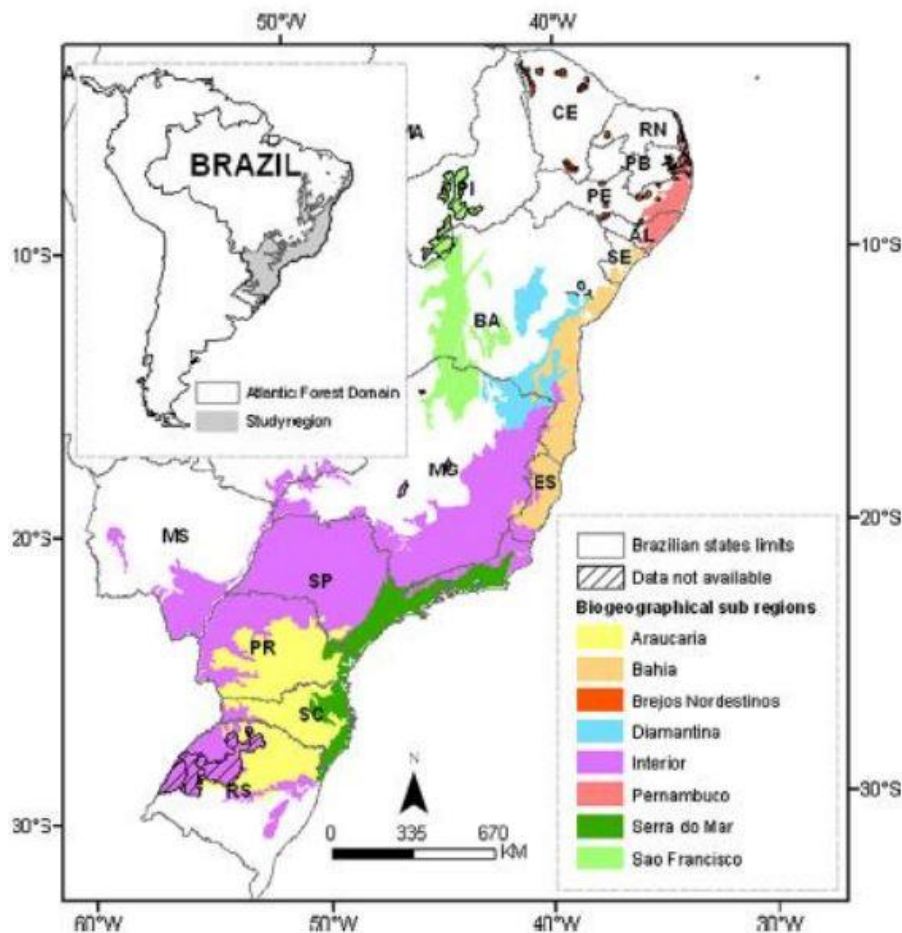 50°W 40°W
BRAZIL
Atlantic Forest Domain
Study region
CE
RN
PB
PE
PI
AL
SE
BA
MG
ES
MS
SP
PR
SC
RS
10°S 10°S
20°S 20°S
30°S 30°S
N
0 335 670
KM
Brazilian states limits
Data not available
Biogeographical sub regions
Araucaria
Bahia
Brejos Nordestinos
Diamantina
Interior
Pernambuco
Serra do Mar
Sao Francisco
60°W 50°W 40°W 30°W